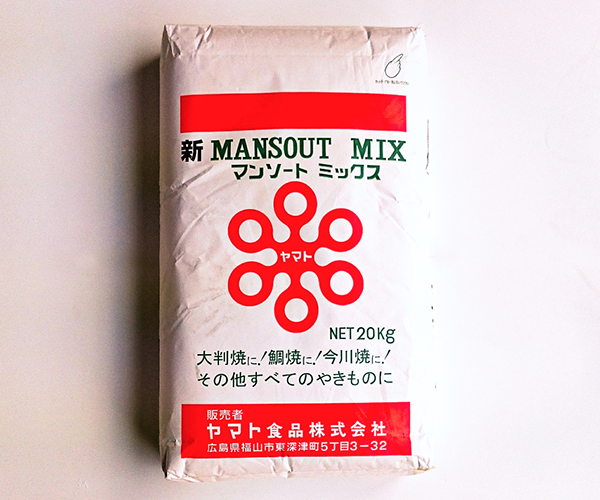 新 MANSOUT MIX
マンソート ミックス
ヤマト
NET20Kg
大判焼に!鯛焼に!今川焼に!
その他すべてのやきものに
販売者
ヤマト食品株式会社
広島県福山市東深津町5丁目3-32